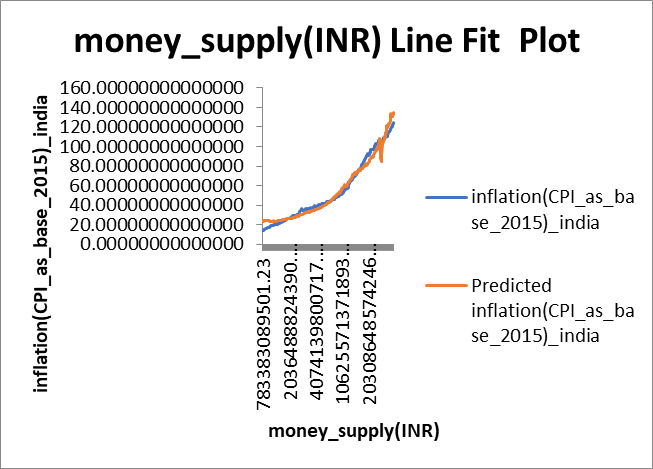 money_supply(INR) Line Fit  Plot
inflation(CPI_as_base_2015)_india
160.00000000000000
140.00000000000000
120.00000000000000
100.00000000000000
80.00000000000000
60.00000000000000
40.00000000000000
20.00000000000000
0.00000000000000
783383089501.23
2036488824390....
4074139800717....
10625571371893....
20308648574246....
money_supply(INR)
inflation(CPI_as_ba
se_2015)_india
Predicted
inflation(CPI_as_ba
se_2015)_india